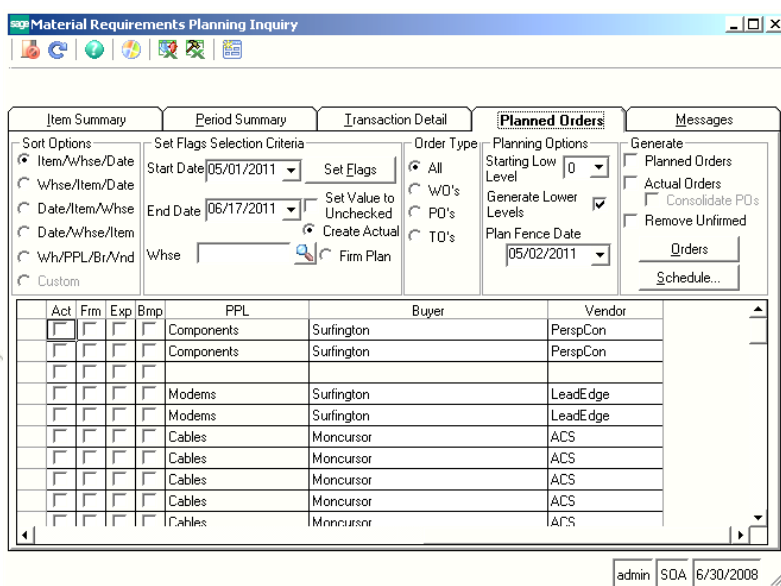 sage Material Requirements Planning Inquiry
Item Summary Period Summary Transaction Detail Planned Orders Messages
Sort Options
Item/Whse/Date
Whse/Item/Date
Date/Item/Whse
Date/Whse/Item
Wh/PPL/Br/Vnd
Custom
Set Flags Selection Criteria
Start Date 05/01/2011 Set Flags
End Date 06/17/2011
Set Value to
Unchecked
Create Actual
Whse Firm Plan
Order Type
All
WO's
PO's
TO's
Planning Options
Starting Low
Level 0
Generate Lower
Levels
Plan Fence Date
05/02/2011
Generate
Planned Orders
Actual Orders
Consolidate POs
Remove Unfirmed
Orders
Schedule...
Act Frm Exp Bmp PPL Buyer Vendor
Components Surfington PerspCon
Components Surfington PerspCon
Modems Surfington LeadEdge
Modems Surfington LeadEdge
Cables Moncursor ACS
Cables Moncursor ACS
Cables Moncursor ACS
Cables Moncursor ACS
Cables Moncursor ACS
admin SOA 6/30/2008